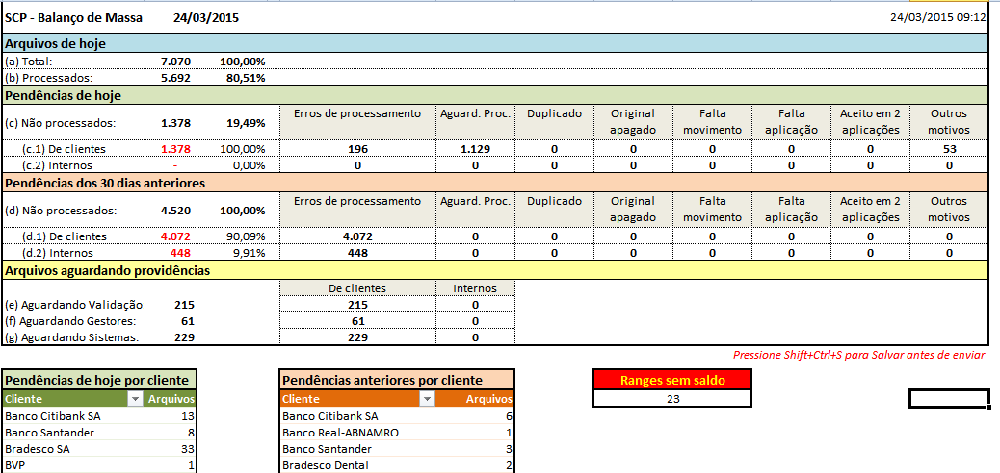 SCP - Balanço de Massa 24/03/2015 24/03/2015 09:12
Arquivos de hoje
(a) Total: 7.070 100,00%
(b) Processados: 5.692 80,51%
Pendências de hoje
(c) Não processados: 1.378 19,49% Erros de processamento Aguard. Proc. Duplicado Original apagado Falta movimento Falta aplicação Aceito em 2 aplicações Outros motivos
(c.1) De clientes 1.378 100,00% 196 1.129 0 0 0 0 0 53
(c.2) Internos - 0,00% 0 0 0 0 0 0 0 0
Pendências dos 30 dias anteriores
(d) Não processados: 4.520 100,00% Erros de processamento Aguard. Proc. Duplicado Original apagado Falta movimento Falta aplicação Aceito em 2 aplicações Outros motivos
(d.1) De clientes 4.072 90,09% 4.072 0 0 0 0 0 0 0
(d.2) Internos 448 9,91% 448 0 0 0 0 0 0 0
Arquivos aguardando providências
De clientes Internos
(e) Aguardando Validação 215 215 0
(f) Aguardando Gestores: 61 61 0
(g) Aguardando Sistemas: 229 229 0
Pressione Shift+Ctrl+S para Salvar antes de enviar
Pendências de hoje por cliente
Cliente Arquivos
Banco Citibank SA 13
Banco Santander 8
Bradesco SA 33
BVP 1
Pendências anteriores por cliente
Cliente Arquivos
Banco Citibank SA 6
Banco Real-ABNAMRO 1
Banco Santander 3
Bradesco Dental 2
Ranges sem saldo
23